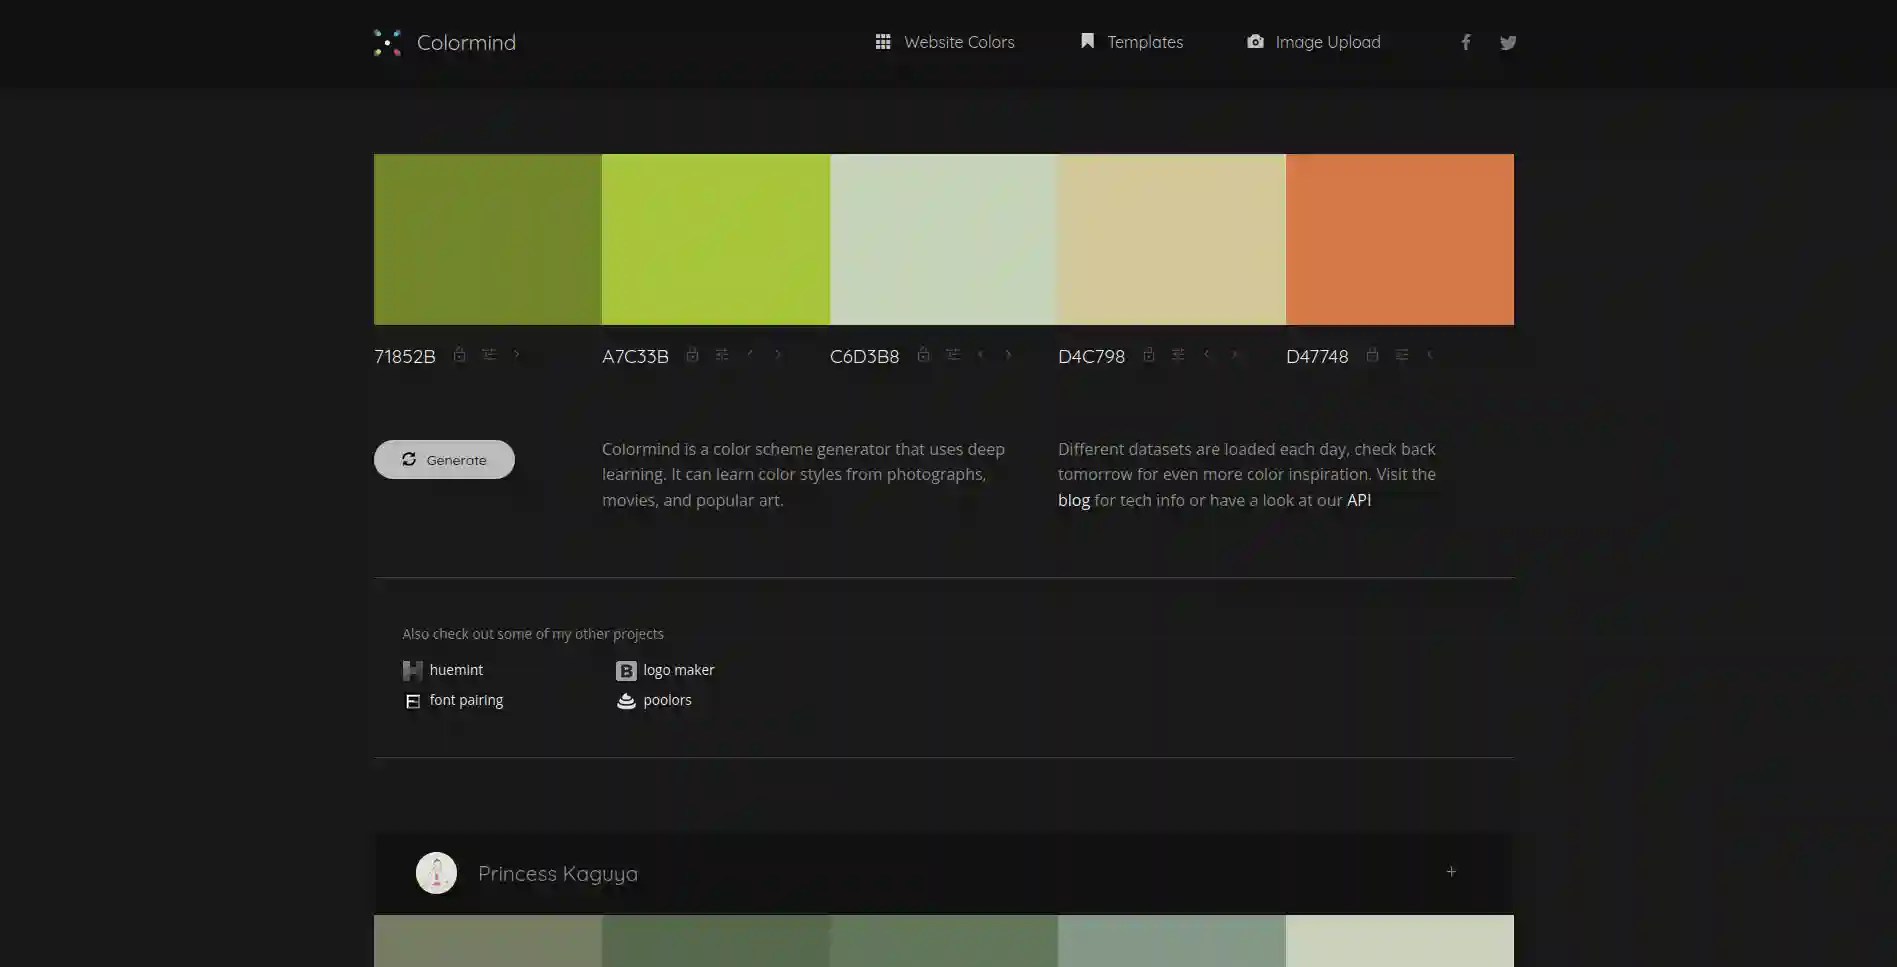 Colormind
Website Colors
Templates
Image Upload
71852B
A7C33B
C6D3B8
D4C798
D47748
Generate
Colormind is a color scheme generator that uses deep
learning. It can learn color styles from photographs,
movies, and popular art.
Different datasets are loaded each day, check back
tomorrow for even more color inspiration. Visit the
blog for tech info or have a look at our API
Also check out some of my other projects
huemint
logo maker
font pairing
poolors
Princess Kaguya
+